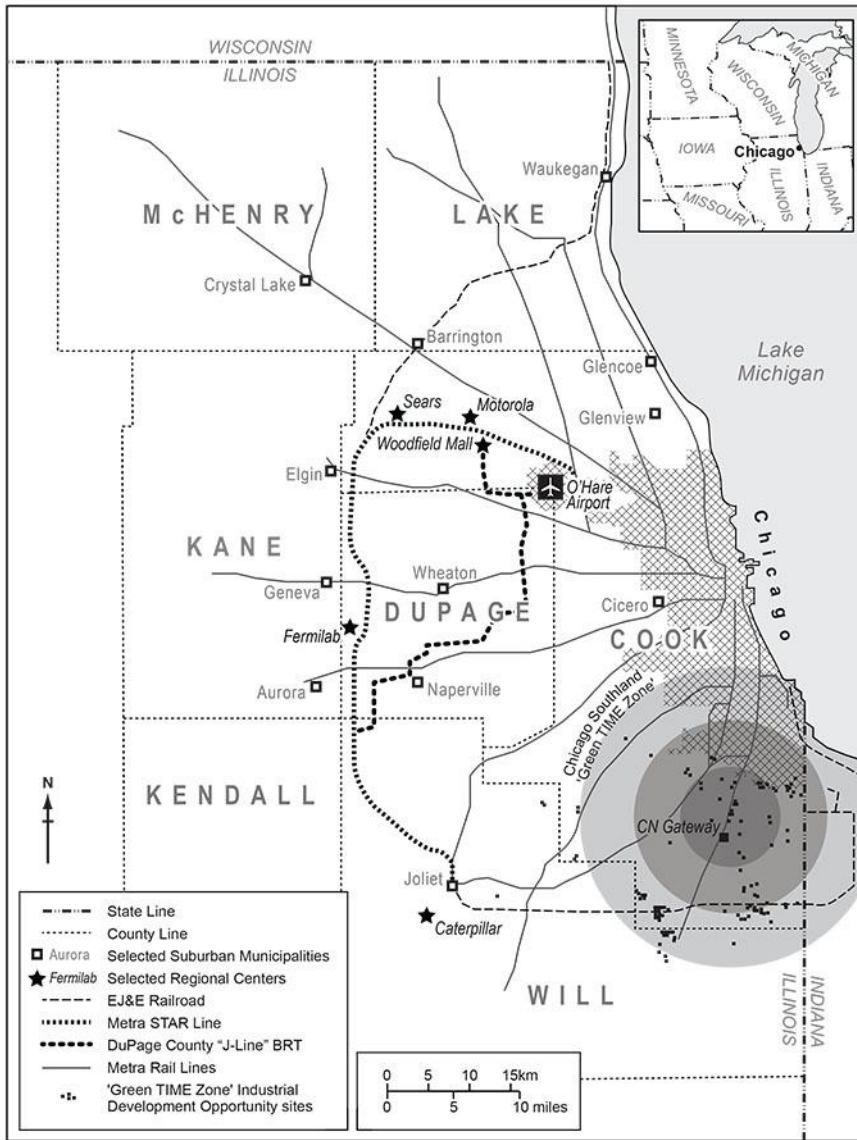 WISCONSIN
ILLINOIS
MINNESOTA
WISCONSIN
MICHIGAN
IOWA
Chicago
ILLINOIS
INDIANA
MISSOURI
Waukegan
McHENRY
LAKE
Crystal Lake
Barrington
Glencoe
Lake
Michigan
Sears
Motorola
Glenview
Woodfield Mall
Elgin
O'Hare
Airport
Chicago
KANE
Geneva
Wheaton
DUPAGE
Cicero
COOK
Fermilab
Aurora
Naperville
Chicago Southland
'Green TIME Zone'
N
KENDALL
CN Gateway
Joliet
Caterpillar
WILL
ILLINOIS
INDIANA
State Line
County Line
Aurora Selected Suburban Municipalities
Fermilab Selected Regional Centers
EJ&E Railroad
Metra STAR Line
DuPage County "J-Line" BRT
Metra Rail Lines
'Green TIME Zone' Industrial
Development Opportunity sites
0 5 10 15km
0 5 10 miles